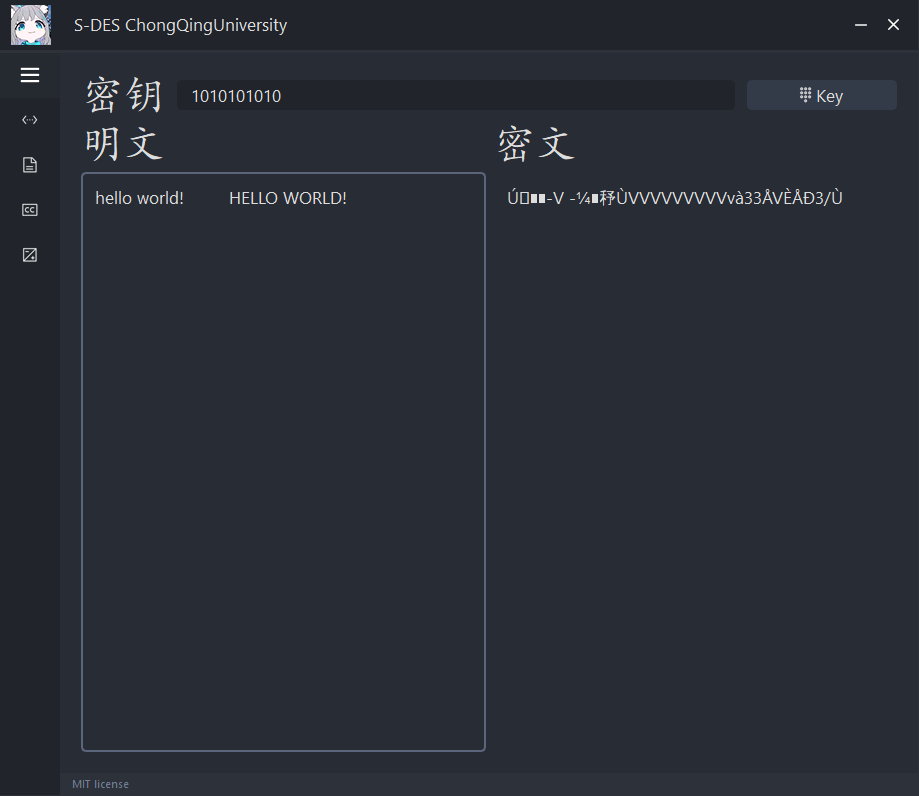 S-DES ChongQingUniversity
密钥 1010101010 Key
明文 密文
hello world! HELLO WORLD!
MIT license